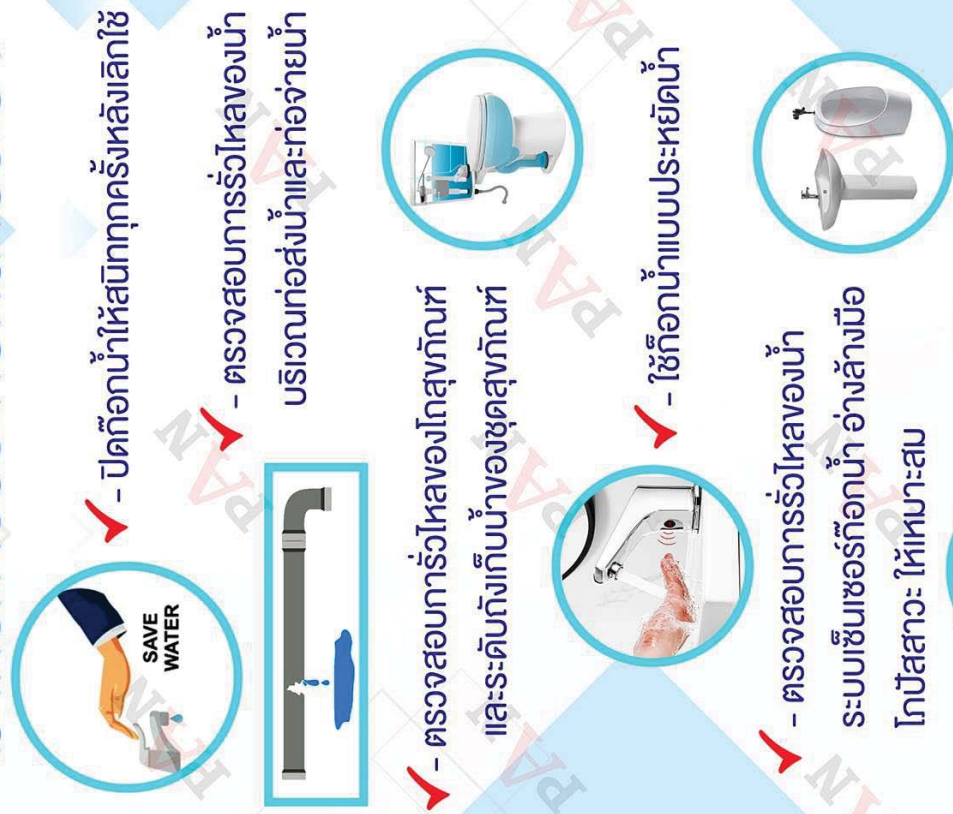 - ปิดก๊อกน้ำให้สนิททุกครั้งหลังเลิกใช้
SAVE
WATER
- ตรวจสอบการรั่วไหลของน้ำ
บริเวณท่อส่งน้ำและท่อจ่ายน้ำ
- ตรวจสอบการรั่วไหลของโถสุขภัณฑ์
และระดับถังเก็บน้ำของชุดสุขภัณฑ์
- ใช้ก๊อกน้ำแบบประหยัดน้ำ
- ตรวจสอบการรั่วไหลของน้ำ
ระบบเซ็นเซอร์ก๊อกน้ำ อ่างล้างมือ
โถปัสสาวะ ให้เหมาะสม
PAN
PAN
PAN
PAN
PAN
PAN
PAN
PAN
PAN